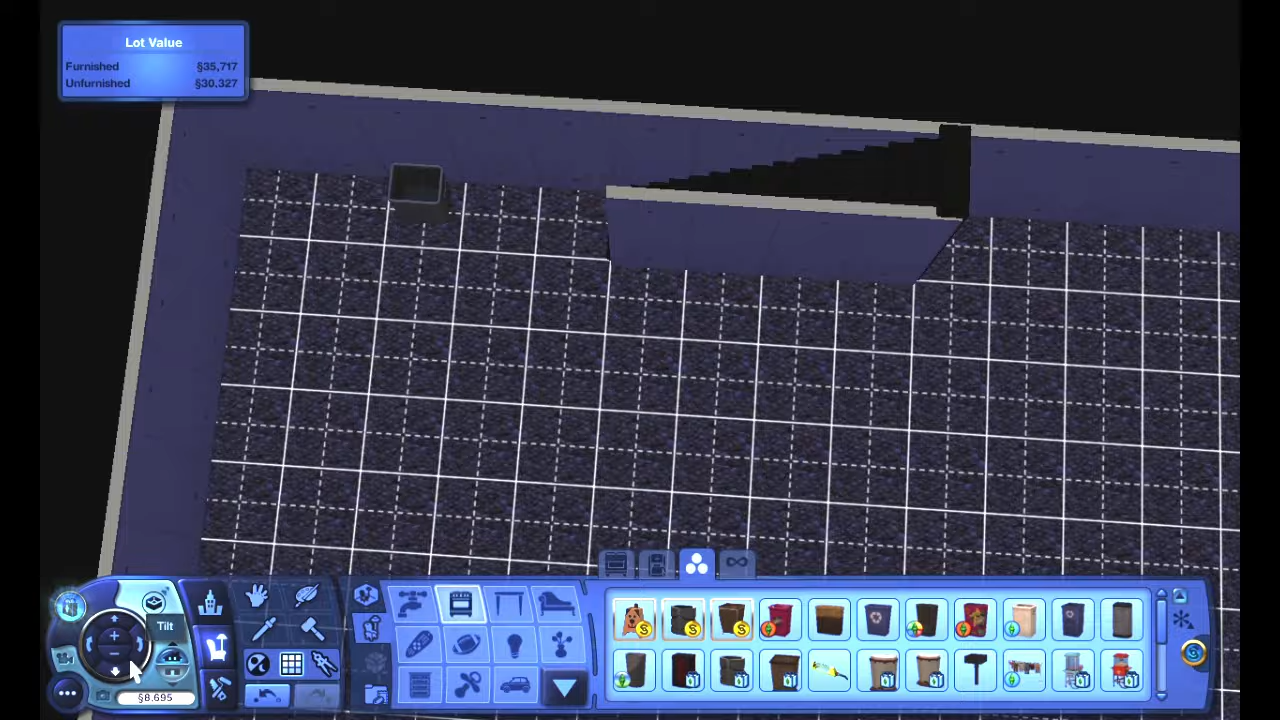 Lot Value
Furnished §35,717
Unfurnished §30,327
Tilt
§8,695